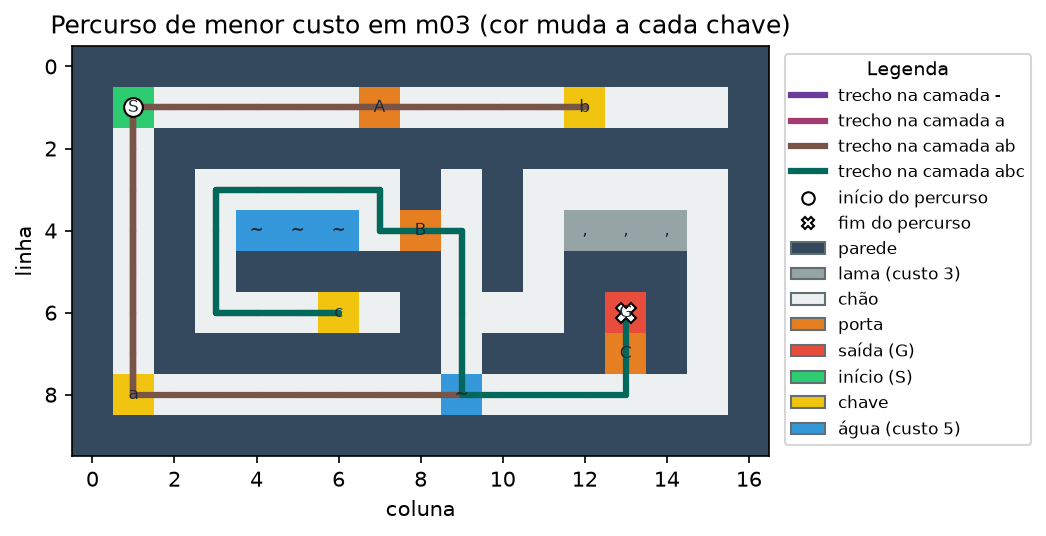 Percurso de menor custo em m03 (cor muda a cada chave)
Legenda
trecho na camada -
trecho na camada a
trecho na camada ab
trecho na camada abc
início do percurso
fim do percurso
parede
lama (custo 3)
chão
porta
saída (G)
início (S)
chave
água (custo 5)
linha
0
2
4
6
8
S A b
~ ~ ~ B , , ,
c G
C
a ~
0 2 4 6 8 10 12 14 16
coluna